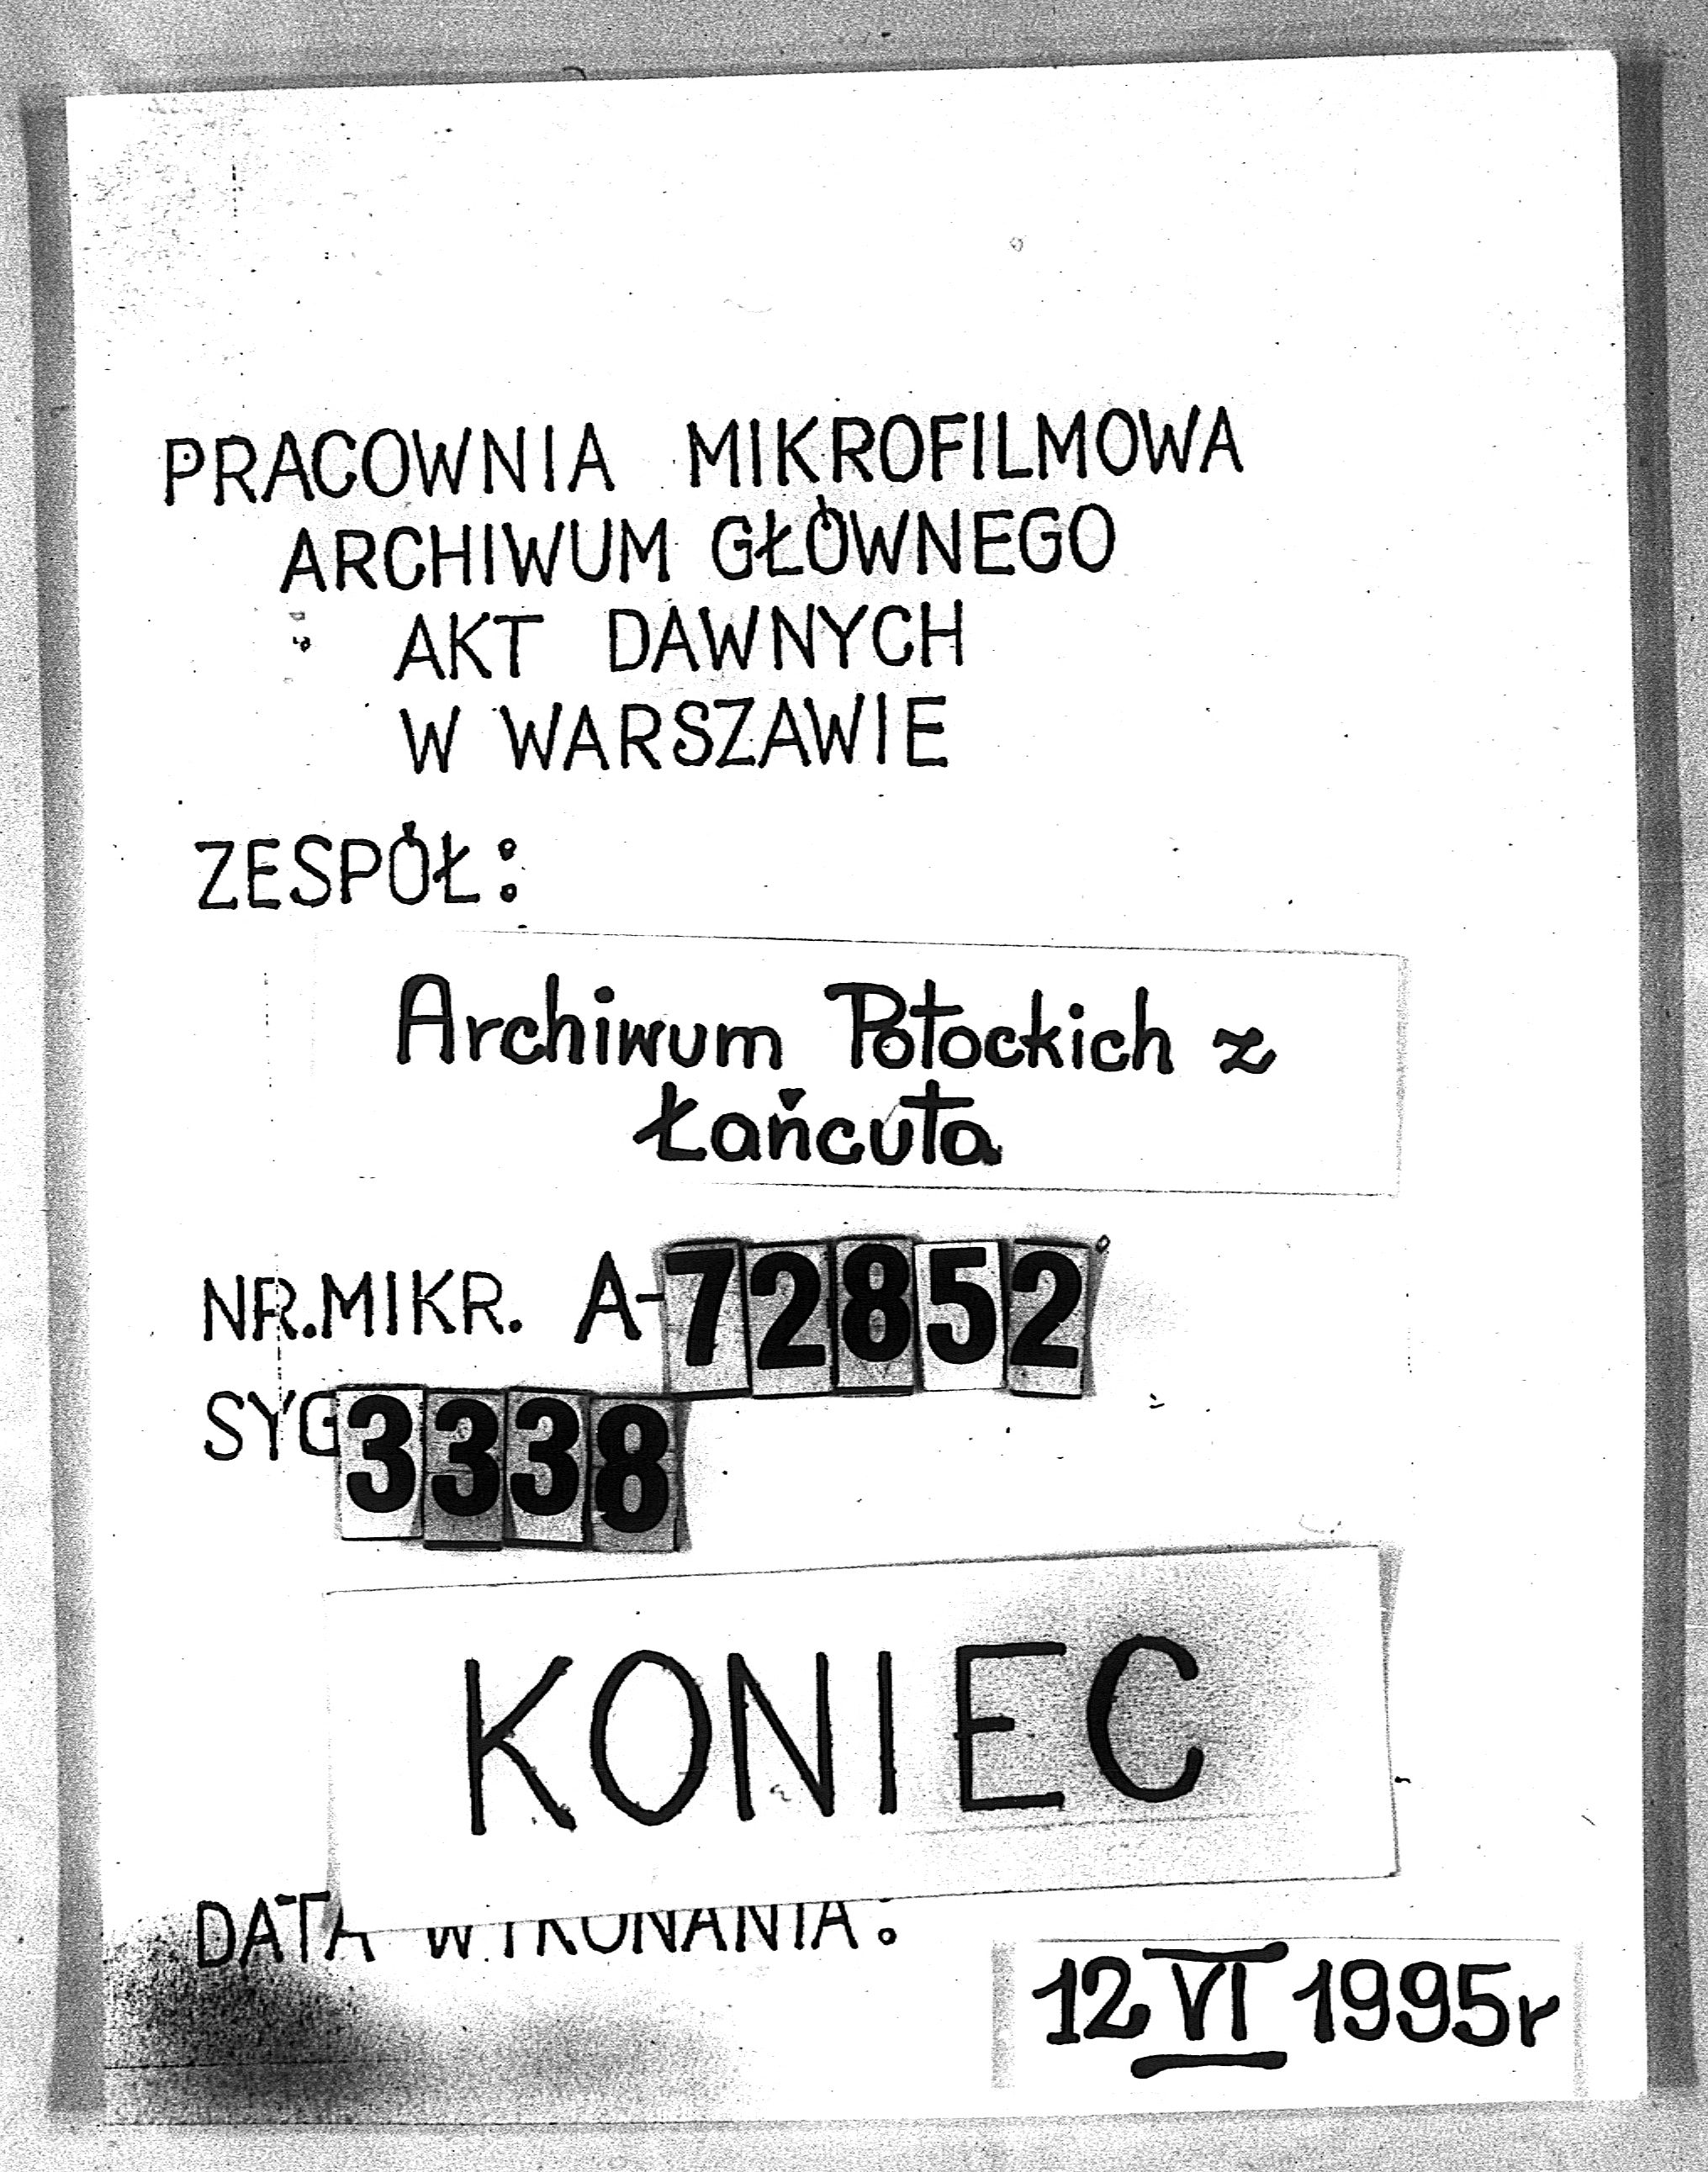 PRACOWNIA MIKROFILMOWA
ARCHIWUM GŁÓWNEGO
AKT DAWNYCH
W WARSZAWIE
ZESPÓŁ:
Archiwum Potockich z
Łańcuta
NR.MIKR. A-72852
SYG 3338
KONIEC
DATA WYKONANIA:
12 VI 1995r